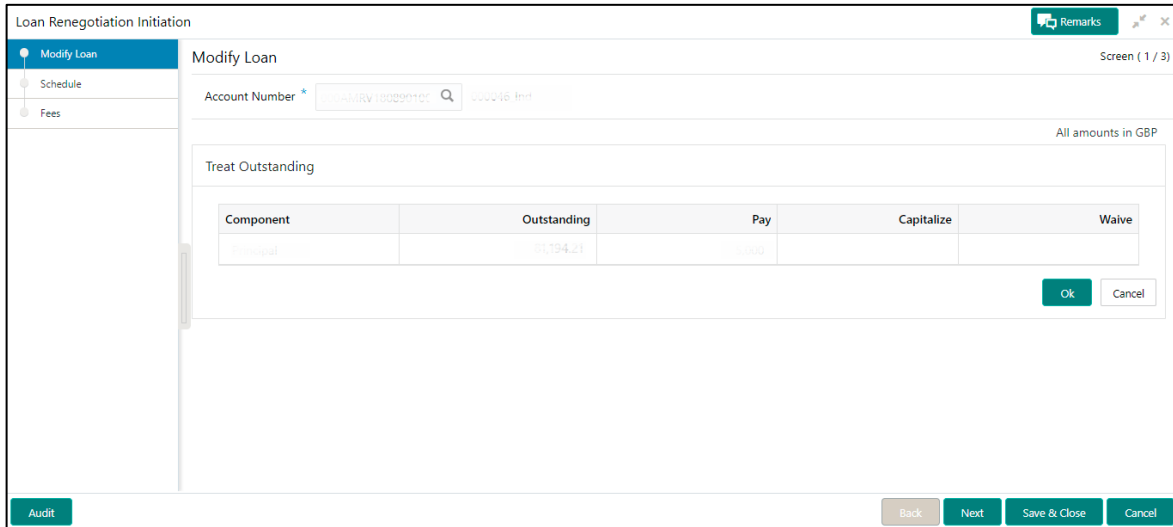 Loan Renegotiation Initiation Remarks
Modify Loan
Schedule
Fees
Modify Loan Screen ( 1 / 3)
Account Number *
All amounts in GBP
Treat Outstanding
Component Outstanding Pay Capitalize Waive
Ok Cancel
Audit Back Next Save & Close Cancel